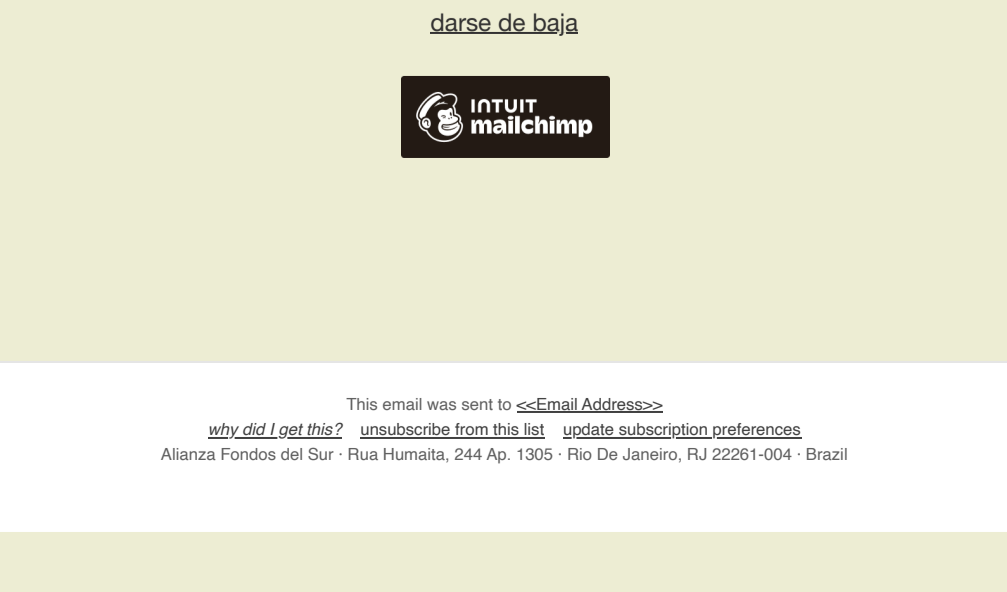 darse de baja
INTUIT
mailchimp
This email was sent to <<Email Address>>
why did I get this? unsubscribe from this list update subscription preferences
Alianza Fondos del Sur · Rua Humaita, 244 Ap. 1305 · Rio De Janeiro, RJ 22261-004 · Brazil